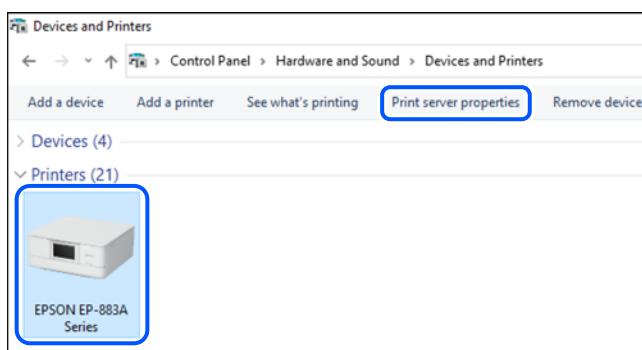 Devices and Printers
Control Panel > Hardware and Sound > Devices and Printers
Add a device Add a printer See what's printing Print server properties Remove device
Devices (4)
Printers (21)
EPSON EP-883A
Series